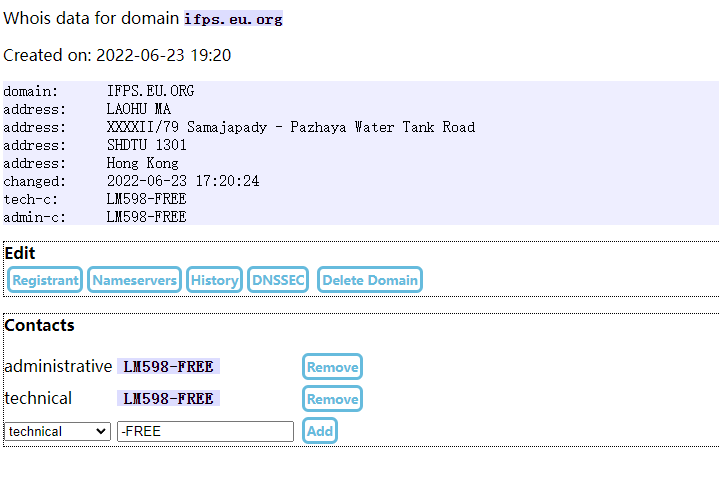 Whois data for domain ifps.eu.org
Created on: 2022-06-23 19:20
domain: IFPS.EU.ORG
address: LAOHU MA
address: XXXXII/79 Samajapady - Pazhaya Water Tank Road
address: SHDTU 1301
address: Hong Kong
changed: 2022-06-23 17:20:24
tech-c: LM598-FREE
admin-c: LM598-FREE
Edit
Registrant Nameservers History DNSSEC Delete Domain
Contacts
administrative LM598-FREE Remove
technical LM598-FREE Remove
technical -FREE Add